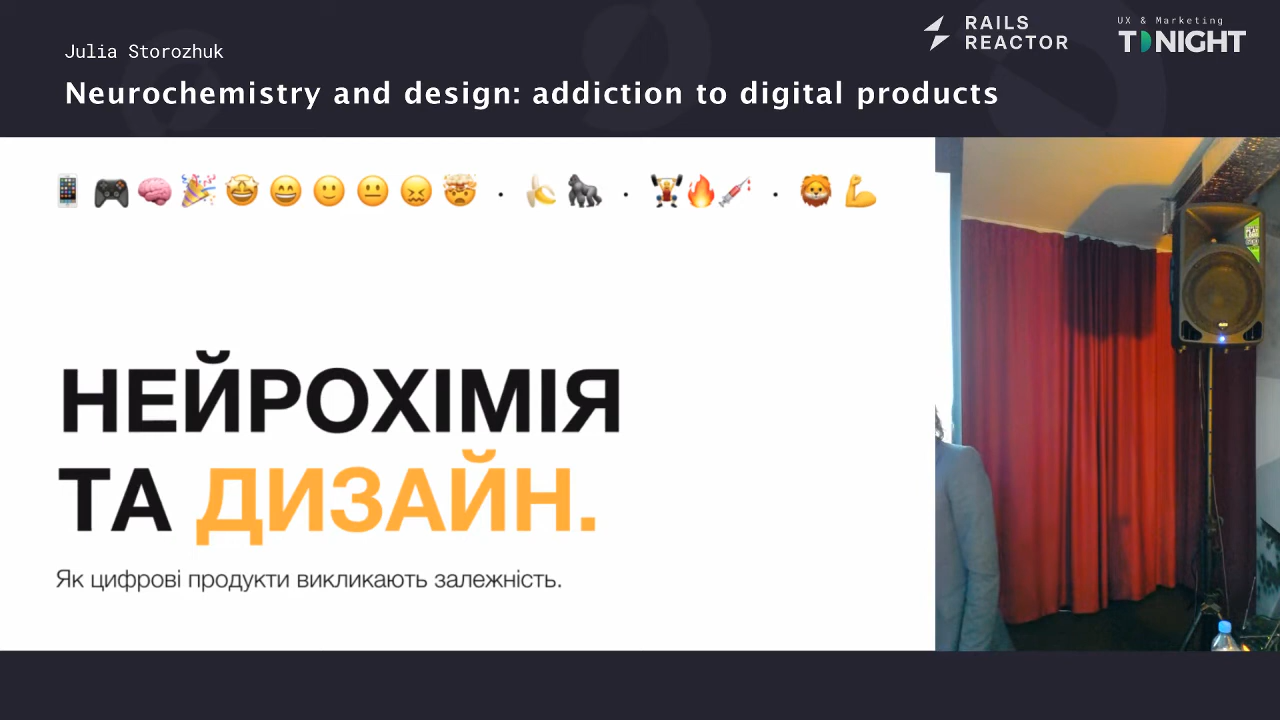 Julia Storozhuk
Neurochemistry and design: addiction to digital products
RAILS
REACTOR
UX & Marketing
TONIGHT
НЕЙРОХІМІЯ
ТА ДИЗАЙН.
Як цифрові продукти викликають залежність.